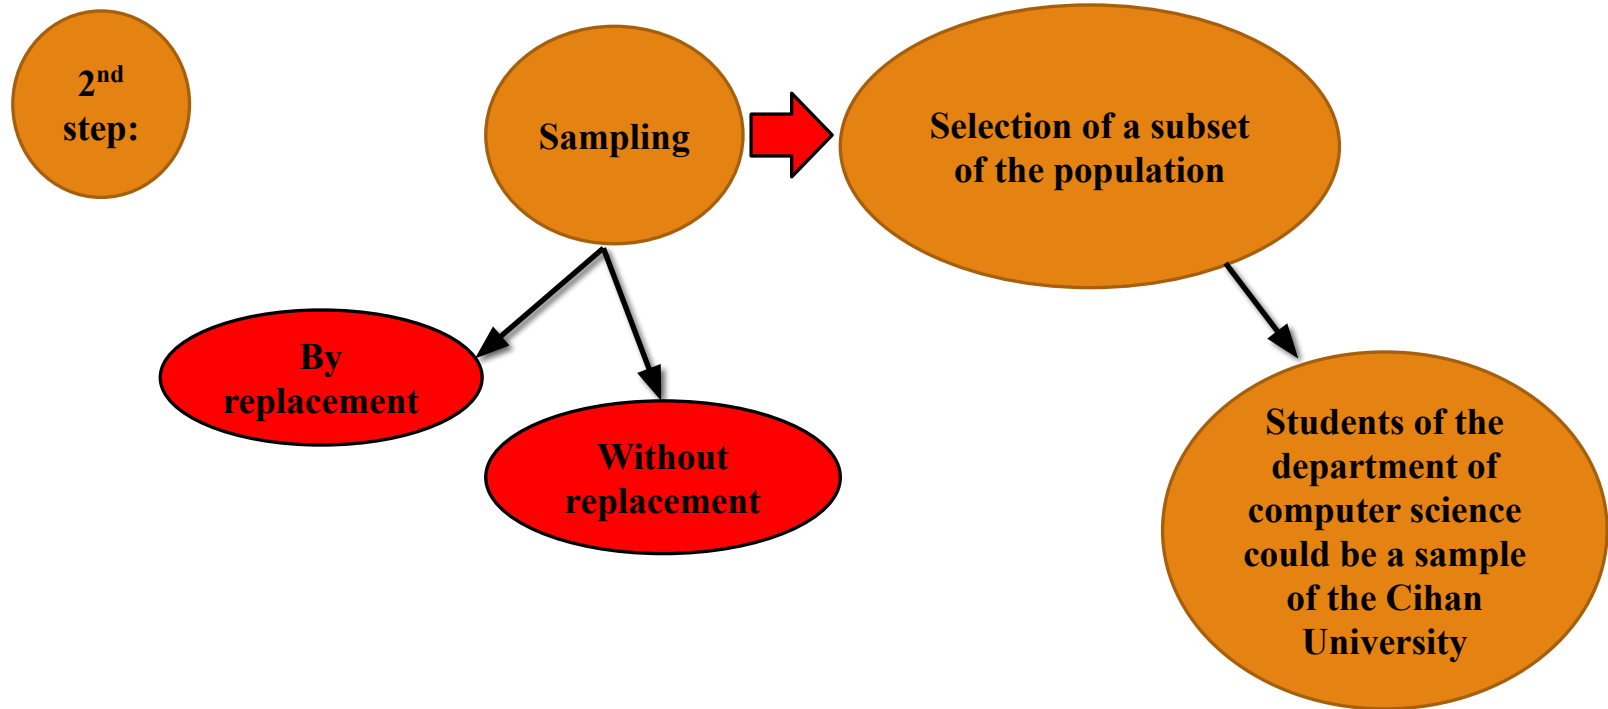 2nd
step:
Sampling
Selection of a subset
of the population
By
replacement
Without
replacement
Students of the
department of
computer science
could be a sample
of the Cihan
University